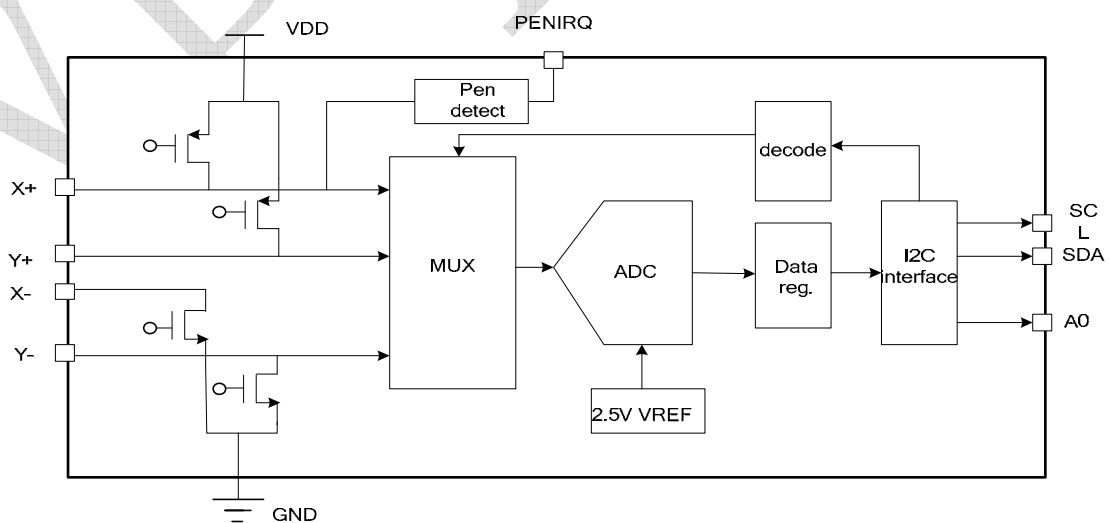 PENIRQ
VDD
Pen
detect
decode
X+
Y+
X-
Y-
MUX
ADC
Data
reg.
I2C
interface
SC
L
SDA
A0
2.5V VREF
GND